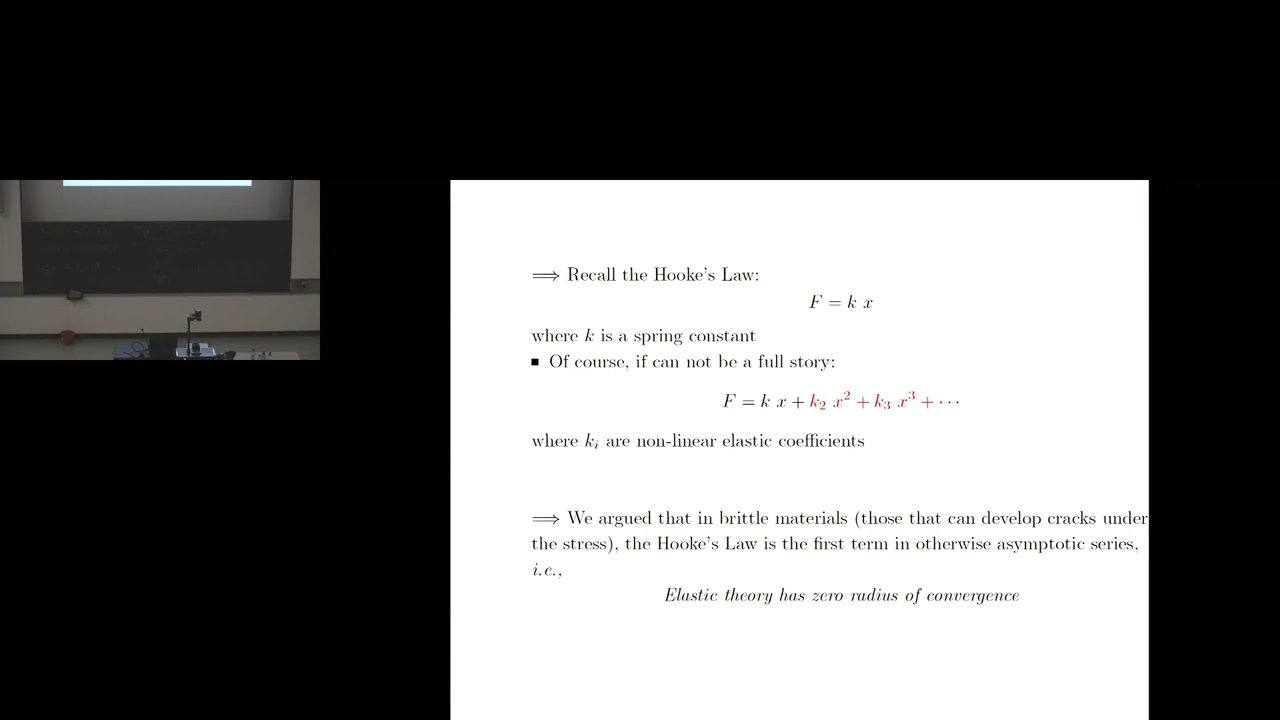 ⟹ Recall the Hooke's Law:
F = k x
where k is a spring constant
■ Of course, if can not be a full story:
F = k x + k₂ x² + k₃ x³ + ···
where kᵢ are non-linear elastic coefficients
⟹ We argued that in brittle materials (those that can develop cracks under
the stress), the Hooke's Law is the first term in otherwise asymptotic series,
i.e.,
Elastic theory has zero radius of convergence